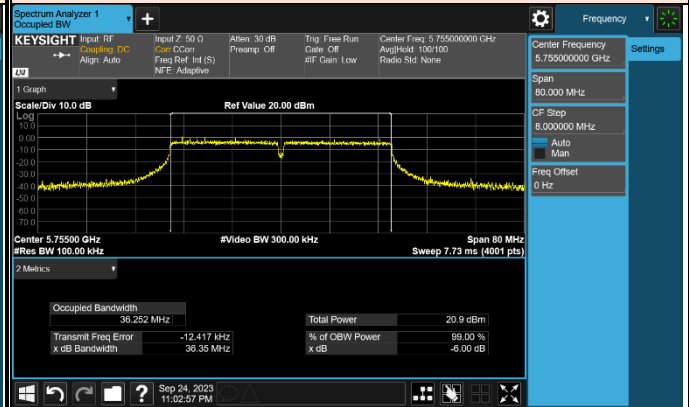 Spectrum Analyzer 1
Occupied BW
+
Frequency
KEYSIGHT
Input: RF
Coupling: DC
Align: Auto
Input Z: 50 Ω
Corr CCorr
Freq Ref: Int (S)
NFE: Adaptive
Atten: 30 dB
Preamp: Off
Trig: Free Run
Gate: Off
#IF Gain: Low
Center Freq: 5.755000000 GHz
Avg|Hold: 100/100
Radio Std: None
LXI
Center Frequency
5.755000000 GHz
Settings
Span
80.000 MHz
CF Step
8.000000 MHz
Auto
Man
Freq Offset
0 Hz
1 Graph
Scale/Div 10.0 dB
Ref Value 20.00 dBm
Log
10.0
0.00
-10.0
-20.0
-30.0
-40.0
-50.0
-60.0
-70.0
Center 5.75500 GHz
#Video BW 300.00 kHz
Span 80 MHz
#Res BW 100.00 kHz
Sweep 7.73 ms (4001 pts)
2 Metrics
Occupied Bandwidth
36.252 MHz
Total Power 20.9 dBm
Transmit Freq Error -12.417 kHz
% of OBW Power 99.00 %
x dB Bandwidth 36.35 MHz
x dB -6.00 dB
?
Sep 24, 2023
11:02:57 PM